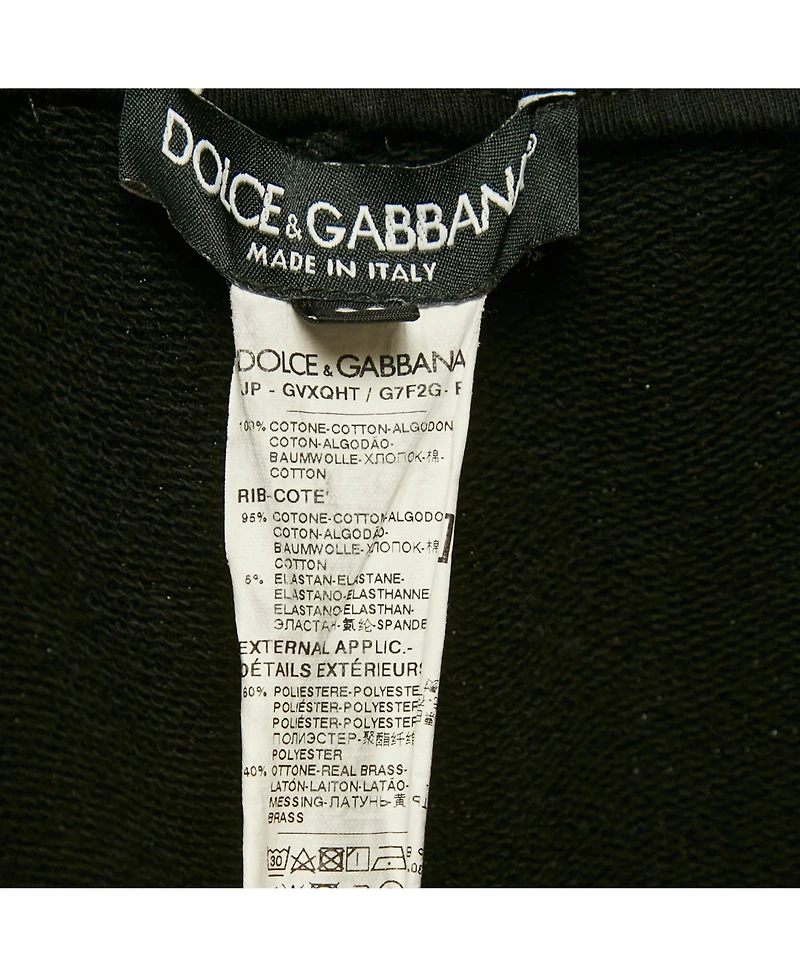 DOLCE & GABBANA®
MADE IN ITALY
DOLCE & GABBANA
JP - GVXQHT / G7F2G-
100% COTONE-COTTON-ALGODON
COTON-ALGODÃO-
BAUMWOLLE-ХЛОПОК-棉-
COTTON
RIB-COTE'
95% COTONE-COTTON-ALGODO
COTON-ALGODÃO-
BAUMWOLLE-ХЛОПОК-棉
COTTON
5% ELASTAN-ELASTANE-
ELASTANO-ELASTHANNE
ELASTANO-ELASTHAN-
ЭЛАСТАН-氨纶-SPANDE
EXTERNAL APPLIC.-
DÉTAILS EXTÉRIEURS
60% POLIESTERE-POLYESTE
POLIÉSTER-POLYESTER
POLIÉSTER-POLYESTER
ПОЛИЭСТЕР-聚酯纤维
POLYESTER
40% OTTONE-REAL BRASS-
LATÓN-LAITON-LATÃO-
MESSING-ЛАТУНЬ-黄
BRASS
30